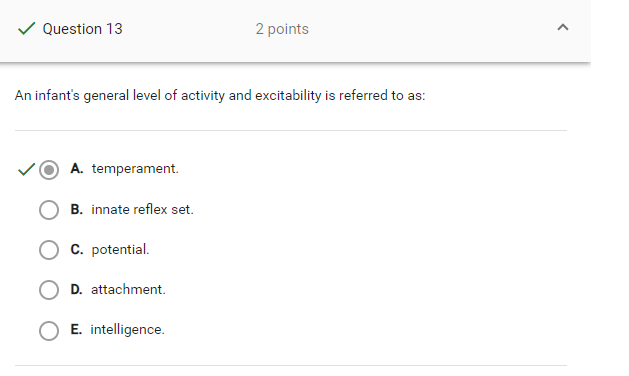 Question 13 2 points
An infant's general level of activity and excitability is referred to as:
A. temperament.
B. innate reflex set.
C. potential.
D. attachment.
E. intelligence.